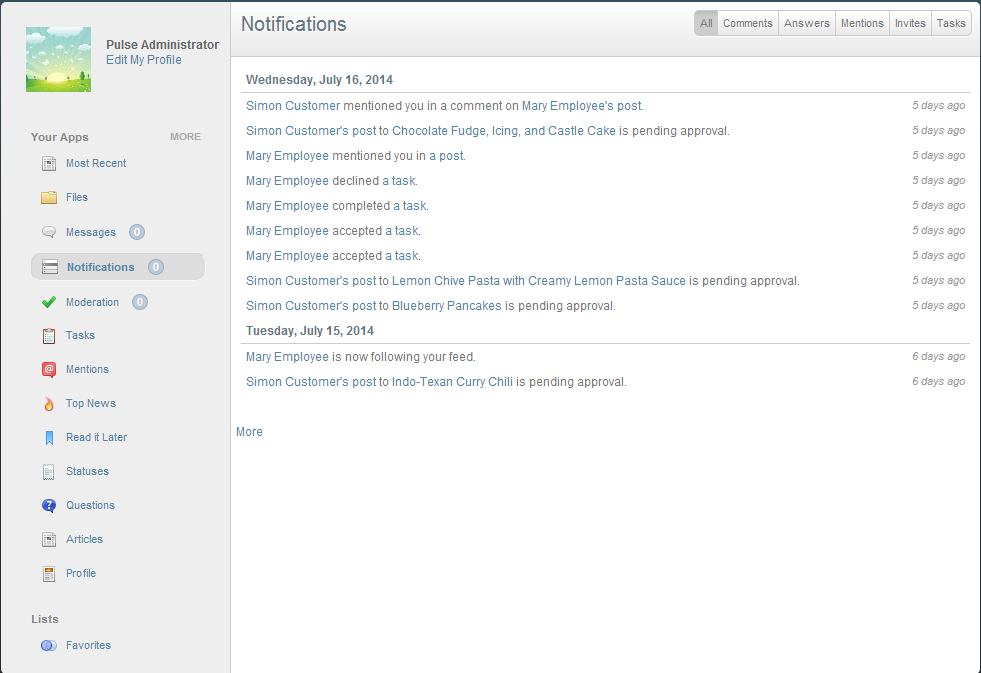 Pulse Administrator
Edit My Profile
Your Apps MORE
Most Recent
Files
Messages 0
Notifications 0
Moderation 0
Tasks
@ Mentions
Top News
Read it Later
Statuses
? Questions
Articles
Profile
Lists
Favorites
Notifications
All Comments Answers Mentions Invites Tasks
Wednesday, July 16, 2014
Simon Customer mentioned you in a comment on Mary Employee's post. 5 days ago
Simon Customer's post to Chocolate Fudge, Icing, and Castle Cake is pending approval. 5 days ago
Mary Employee mentioned you in a post. 5 days ago
Mary Employee declined a task. 5 days ago
Mary Employee completed a task. 5 days ago
Mary Employee accepted a task. 5 days ago
Mary Employee accepted a task. 5 days ago
Simon Customer's post to Lemon Chive Pasta with Creamy Lemon Pasta Sauce is pending approval. 5 days ago
Simon Customer's post to Blueberry Pancakes is pending approval. 5 days ago
Tuesday, July 15, 2014
Mary Employee is now following your feed. 6 days ago
Simon Customer's post to Indo-Texan Curry Chili is pending approval. 6 days ago
More